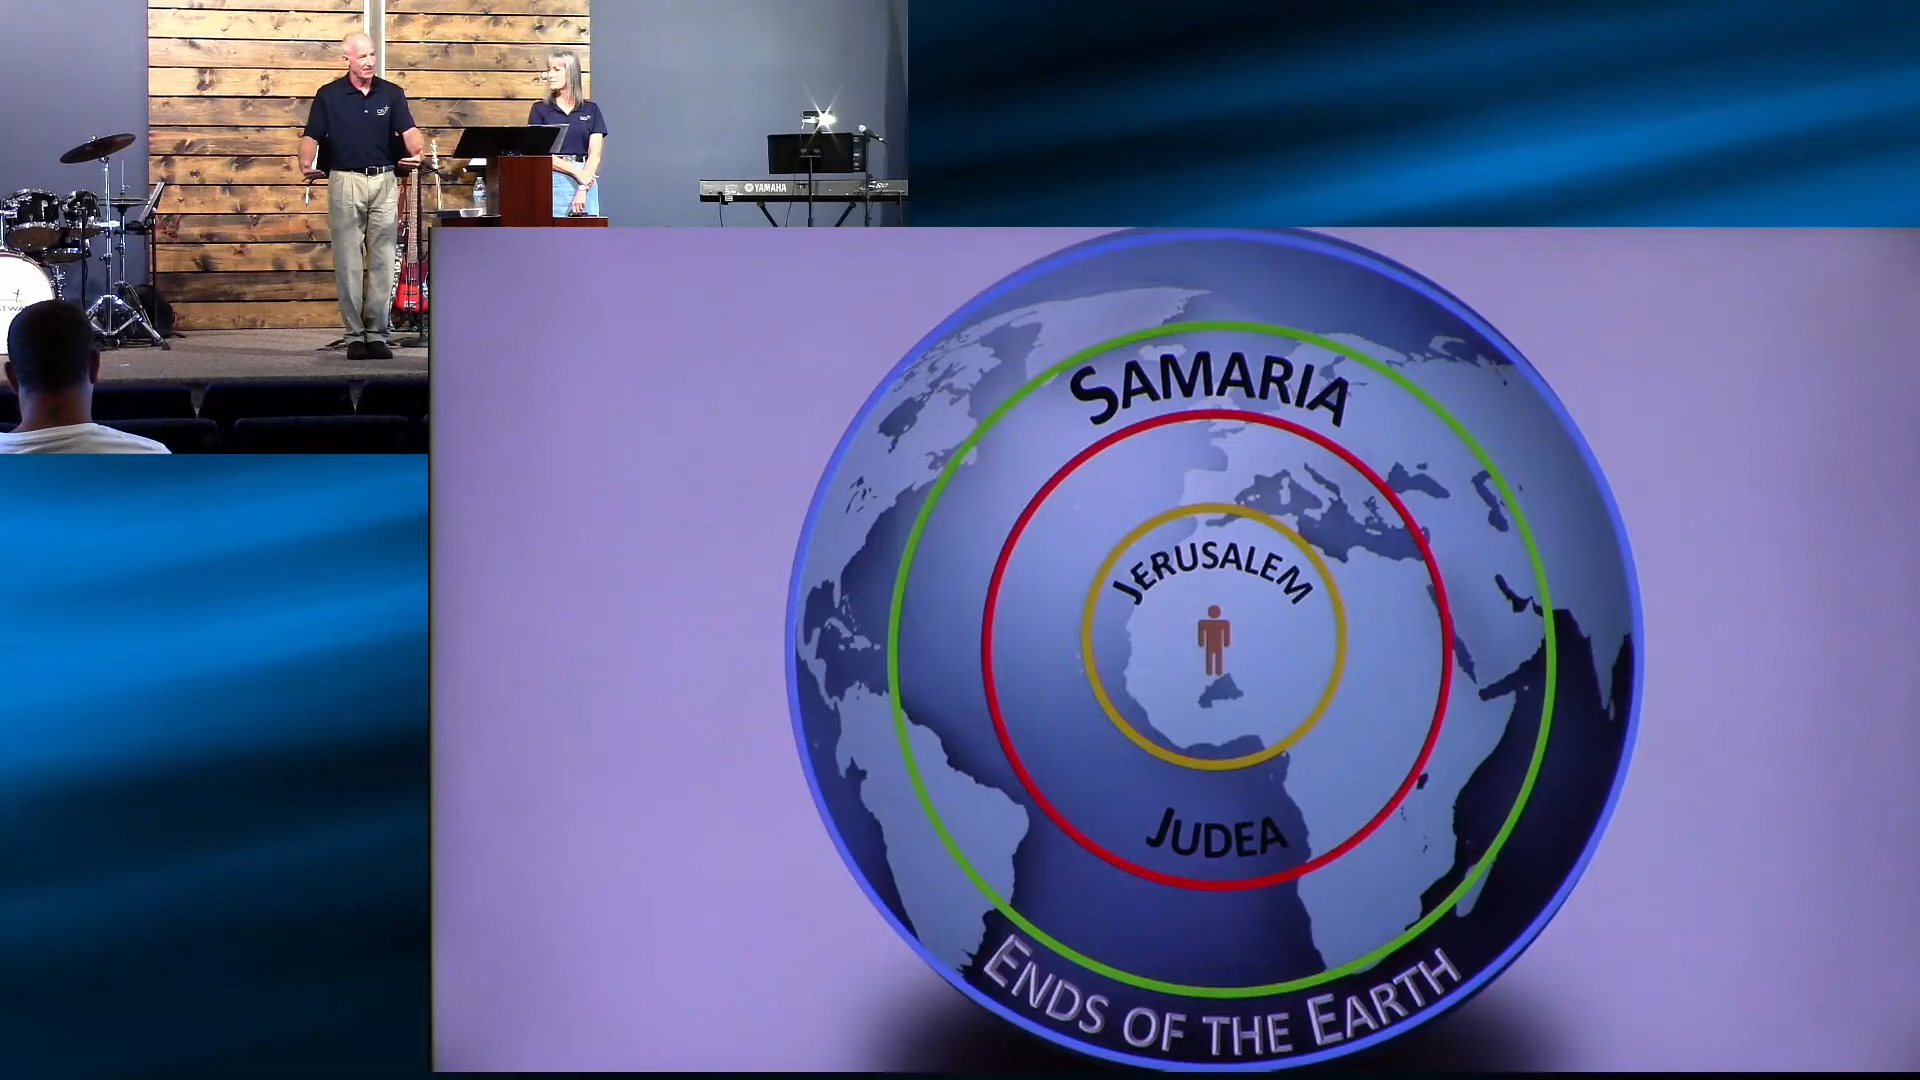 YAMAHA
SAMARIA
JERUSALEM
JUDEA
ENDS OF THE EARTH